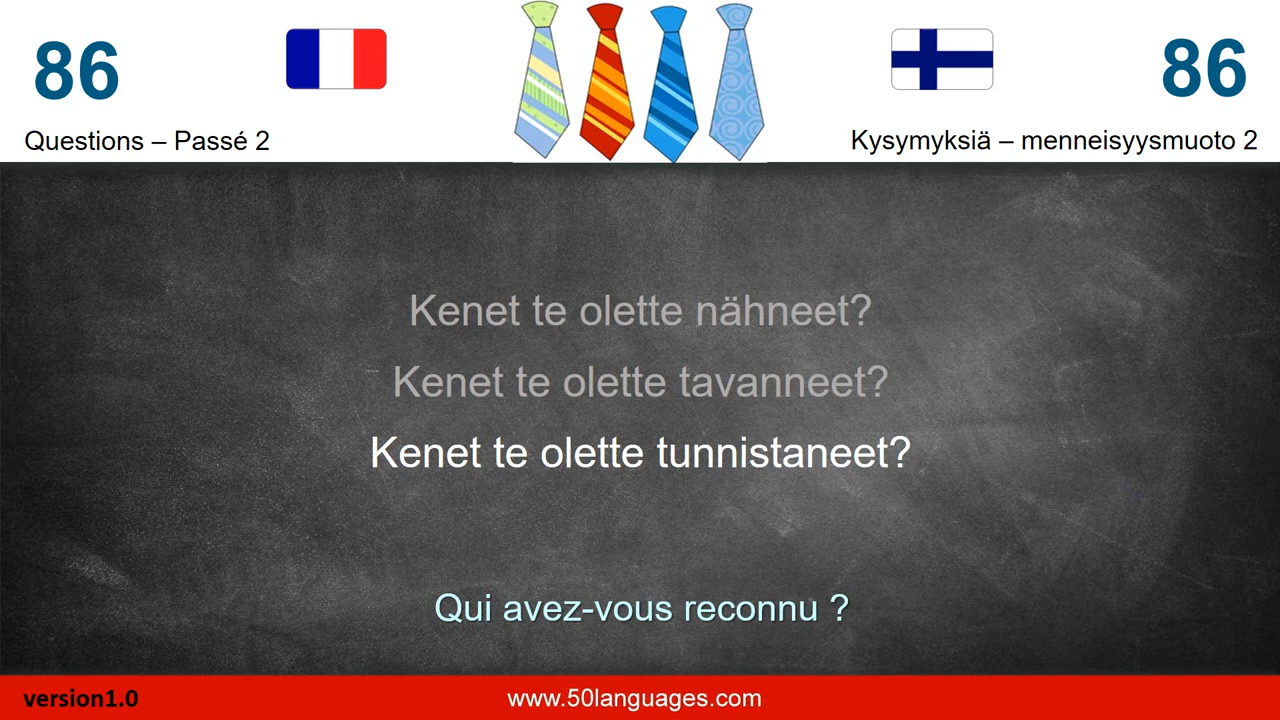 86
86
Questions – Passé 2
Kysymyksiä – menneisyysmuoto 2
Kenet te olette nähneet?
Kenet te olette tavanneet?
Kenet te olette tunnistaneet?
Qui avez-vous reconnu ?
version1.0
www.50languages.com